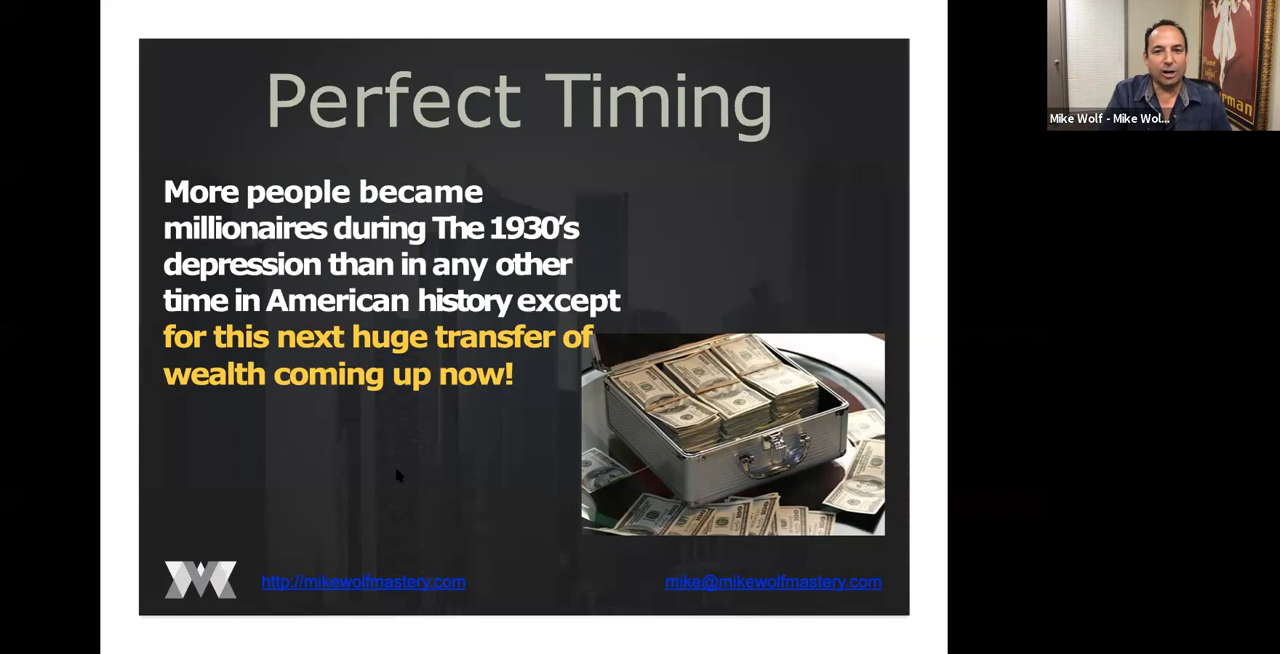 Perfect Timing
More people became
millionaires during The 1930's
depression than in any other
time in American history except
for this next huge transfer of
wealth coming up now!
http://mikewolfmastery.com
mike@mikewolfmastery.com
Mike Wolf - Mike Wol...